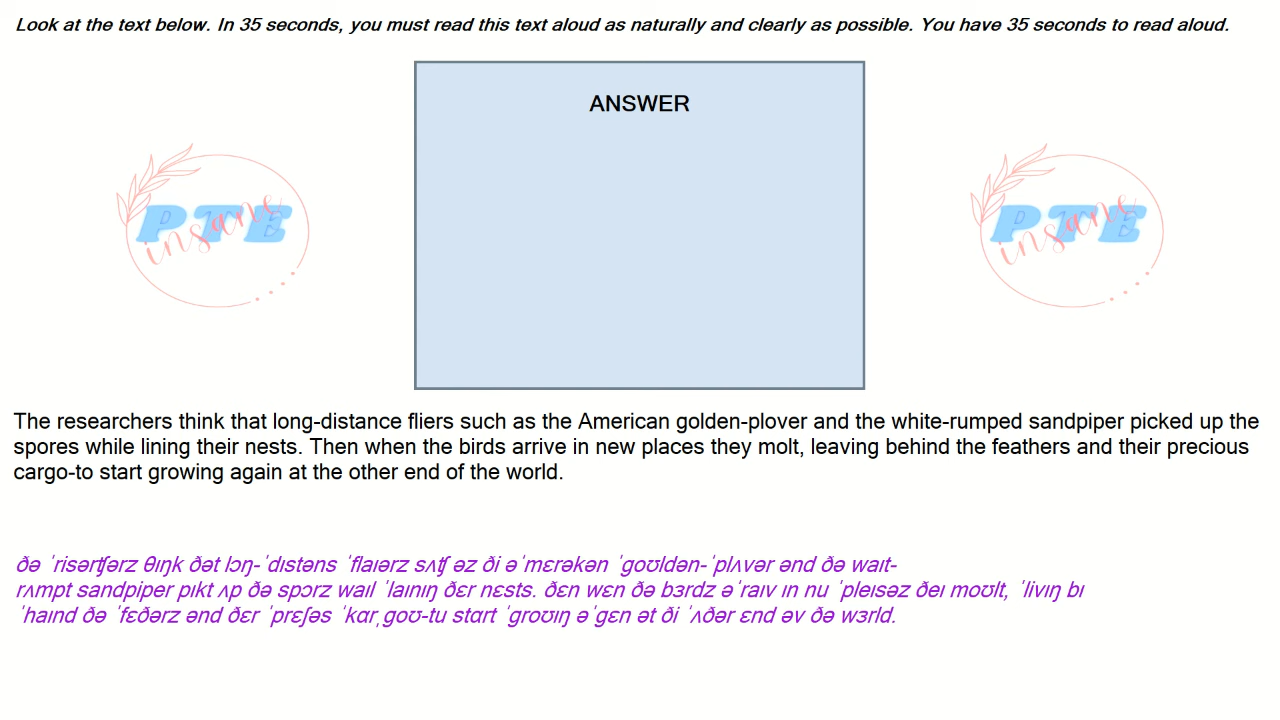 Look at the text below. In 35 seconds, you must read this text aloud as naturally and clearly as possible. You have 35 seconds to read aloud.
ANSWER
PTE
insane
PTE
insane
The researchers think that long-distance fliers such as the American golden-plover and the white-rumped sandpiper picked up the
spores while lining their nests. Then when the birds arrive in new places they molt, leaving behind the feathers and their precious
cargo-to start growing again at the other end of the world.
ðə ˈrisərʧərz θɪŋk ðət lɔŋ-ˈdɪstəns ˈflaɪərz sʌʧ əz ði əˈmɛrəkən ˈgoʊldən-ˈplʌvər ənd ðə waɪt-
rʌmpt sandpiper pɪkt ʌp ðə spɔrz waɪl ˈlaɪnɪŋ ðɛr nɛsts. ðɛn wɛn ðə bɜrdz əˈraɪv ɪn nu ˈpleɪsəz ðeɪ moʊlt, ˈlivɪŋ bɪ
ˈhaɪnd ðə ˈfɛðərz ənd ðɛr ˈprɛʃəs ˈkɑrˌgoʊ-tu stɑrt ˈgroʊɪŋ əˈgɛn ət ði ˈʌðər ɛnd əv ðə wɜrld.